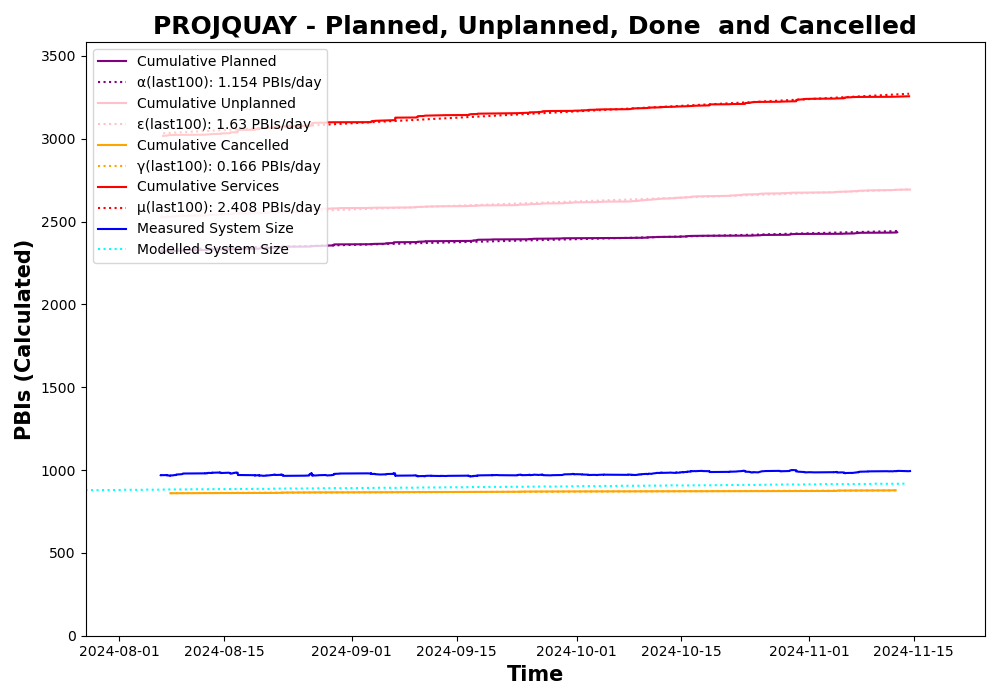 PROJQUAY - Planned, Unplanned, Done  and Cancelled
Cumulative Planned
α(last100): 1.154 PBIs/day
Cumulative Unplanned
ε(last100): 1.63 PBIs/day
Cumulative Cancelled
γ(last100): 0.166 PBIs/day
Cumulative Services
μ(last100): 2.408 PBIs/day
Measured System Size
Modelled System Size
PBIs (Calculated)
3500
3000
2500
2000
1500
1000
500
0
2024-08-01 2024-08-15 2024-09-01 2024-09-15 2024-10-01 2024-10-15 2024-11-01 2024-11-15
Time